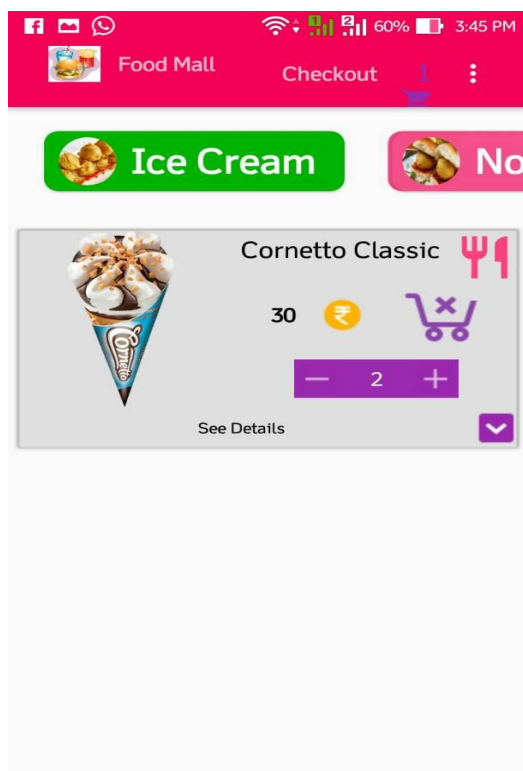 60% 3:45 PM
Food Mall
Checkout
1
Ice Cream
No
Cornetto Classic
Cornetto
30 ₹
2
See Details